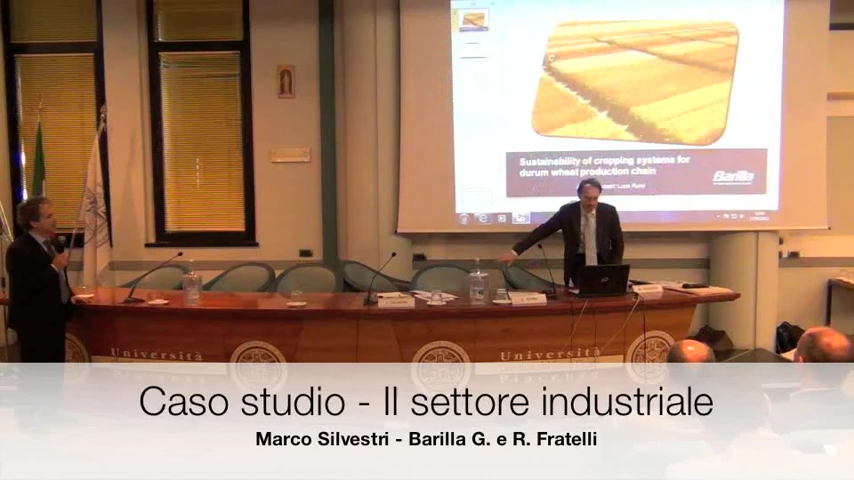 Sustainability of cropping systems for
durum wheat production chain
Barilla
Università
Università
Caso studio - Il settore industriale
Marco Silvestri - Barilla G. e R. Fratelli